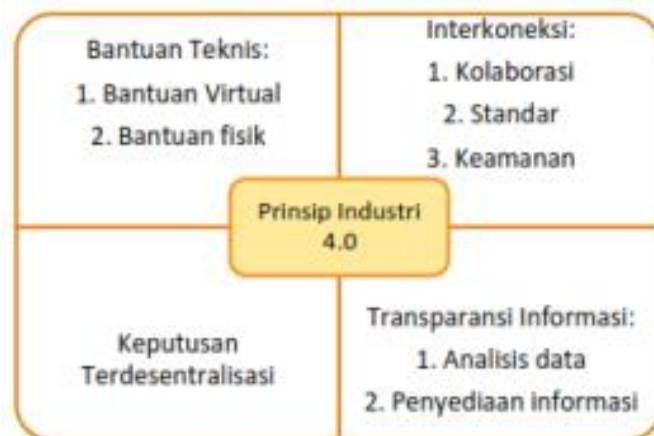 Bantuan Teknis:
1. Bantuan Virtual
2. Bantuan fisik
Interkoneksi:
1. Kolaborasi
2. Standar
3. Keamanan
Prinsip Industri
4.0
Keputusan
Terdesentralisasi
Transparansi Informasi:
1. Analisis data
2. Penyediaan informasi